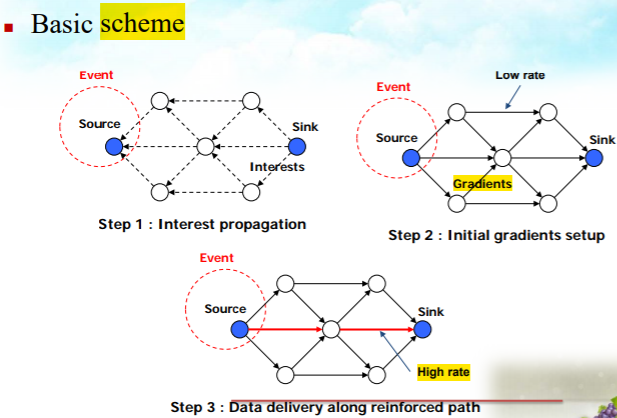 ▪ Basic scheme
Event
Source
Sink
Interests
Step 1 : Interest propagation
Low rate
Event
Source
Sink
Gradients
Step 2 : Initial gradients setup
Event
Source
Sink
High rate
Step 3 : Data delivery along reinforced path